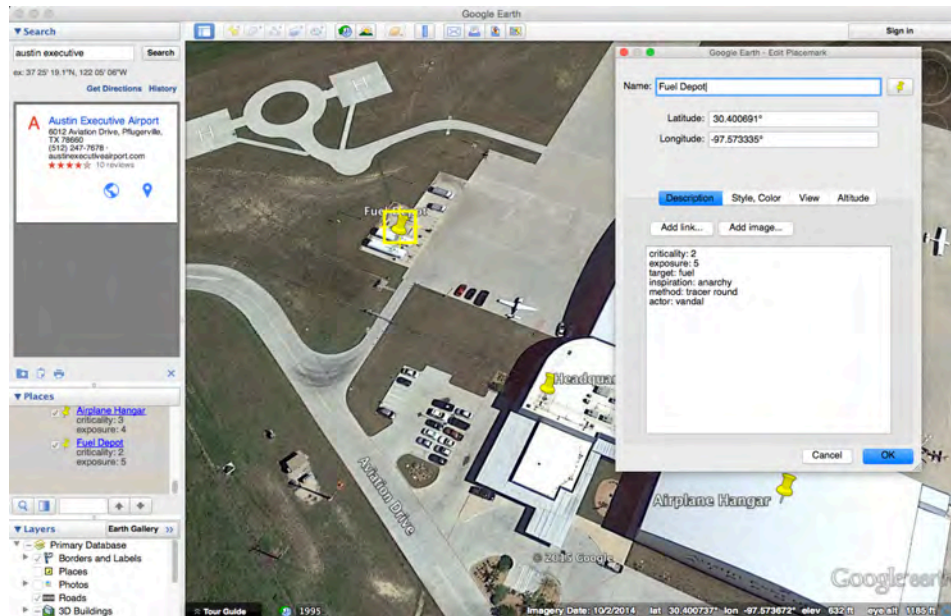 Google Earth
Search
austin executive
Search
ex: 37 25' 19.1"N, 122 05' 06"W
Get Directions History
A
Austin Executive Airport
6012 Aviation Drive, Pflugerville,
TX 78660
(512) 247-7678 ·
austinexecutiveairport.com
10 reviews
Places
Airplane Hangar
criticality: 3
exposure: 4
Fuel Depot
criticality: 2
exposure: 5
Layers
Earth Gallery
Primary Database
Borders and Labels
Places
Photos
Roads
3D Buildings
Sign in
H
H
Fuel Depot
Headquar
Aviation Drive
Airplane Hangar
© 2015 Google
Google earth
Tour Guide
1995
Imagery Date: 10/2/2014 lat 30.400737° lon -97.573672° elev 632 ft eye alt 1185 ft
Google Earth - Edit Placemark
Name: Fuel Depot
Latitude: 30.400691°
Longitude: -97.573335°
Description Style, Color View Altitude
Add link... Add image...
criticality: 2
exposure: 5
target: fuel
inspiration: anarchy
method: tracer round
actor: vandal
Cancel OK